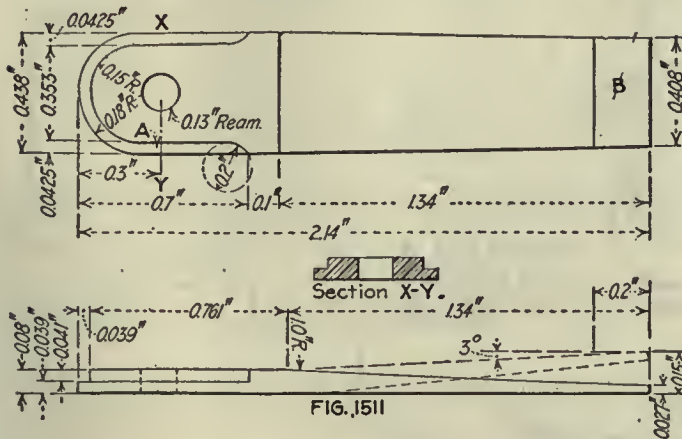 0.0425" X
0.438" 0.353" 0.15"R. 0.18"R. 0.13" Ream. B 0.408"
A
0.0425" 0.3" Y 0.2"
0.7" 0.1" 1.34"
2.14"
Section X-Y.
0.2"
0.761" 1.34"
0.08" 0.039" 0.041" 0.039" 1.0"R. 3° 0.15" 0.027"
FIG. 1511